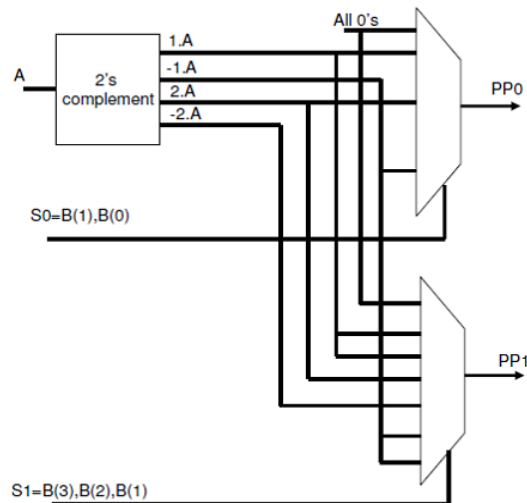 All 0's
1.A
A
-1.A
2's
complement
2.A
PP0
-2.A
S0=B(1),B(0)
PP1
S1=B(3),B(2),B(1)